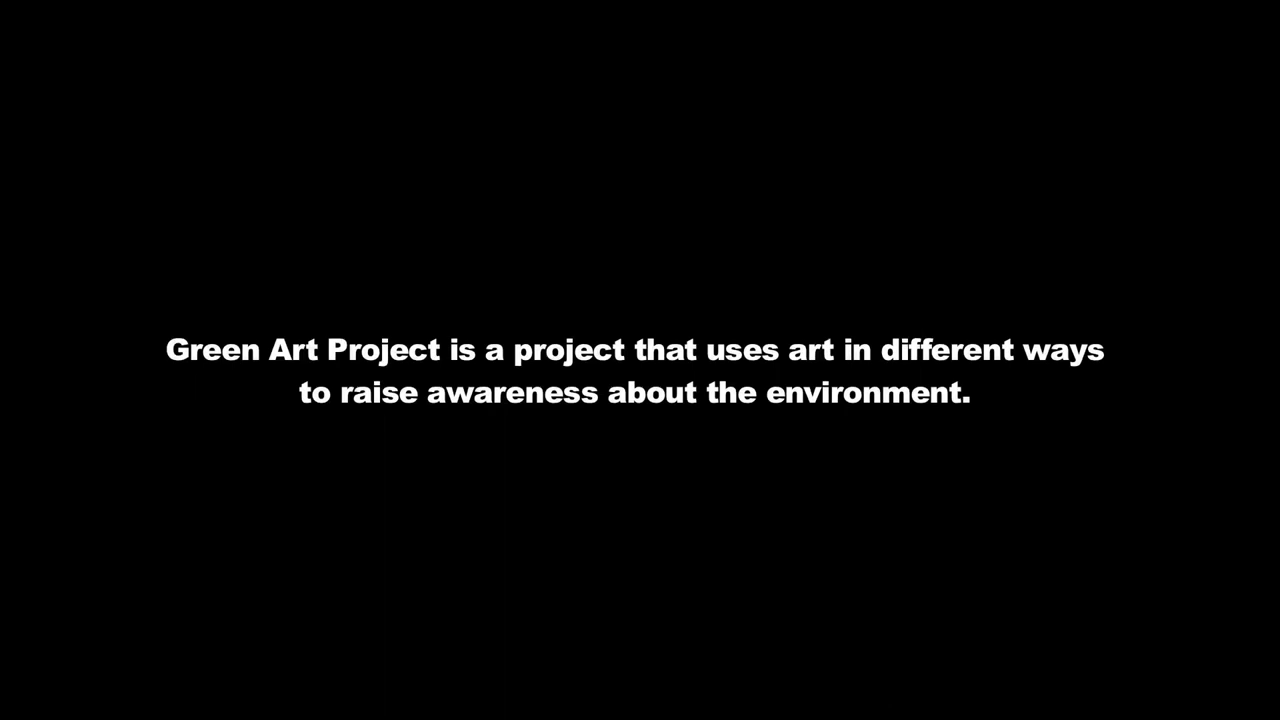 Green Art Project is a project that uses art in different ways
to raise awareness about the environment.